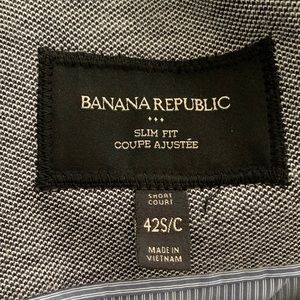 BANANA REPUBLIC
SLIM FIT
COUPE AJUSTÉE
SHORT
COURT
42S/C
MADE IN
VIETNAM